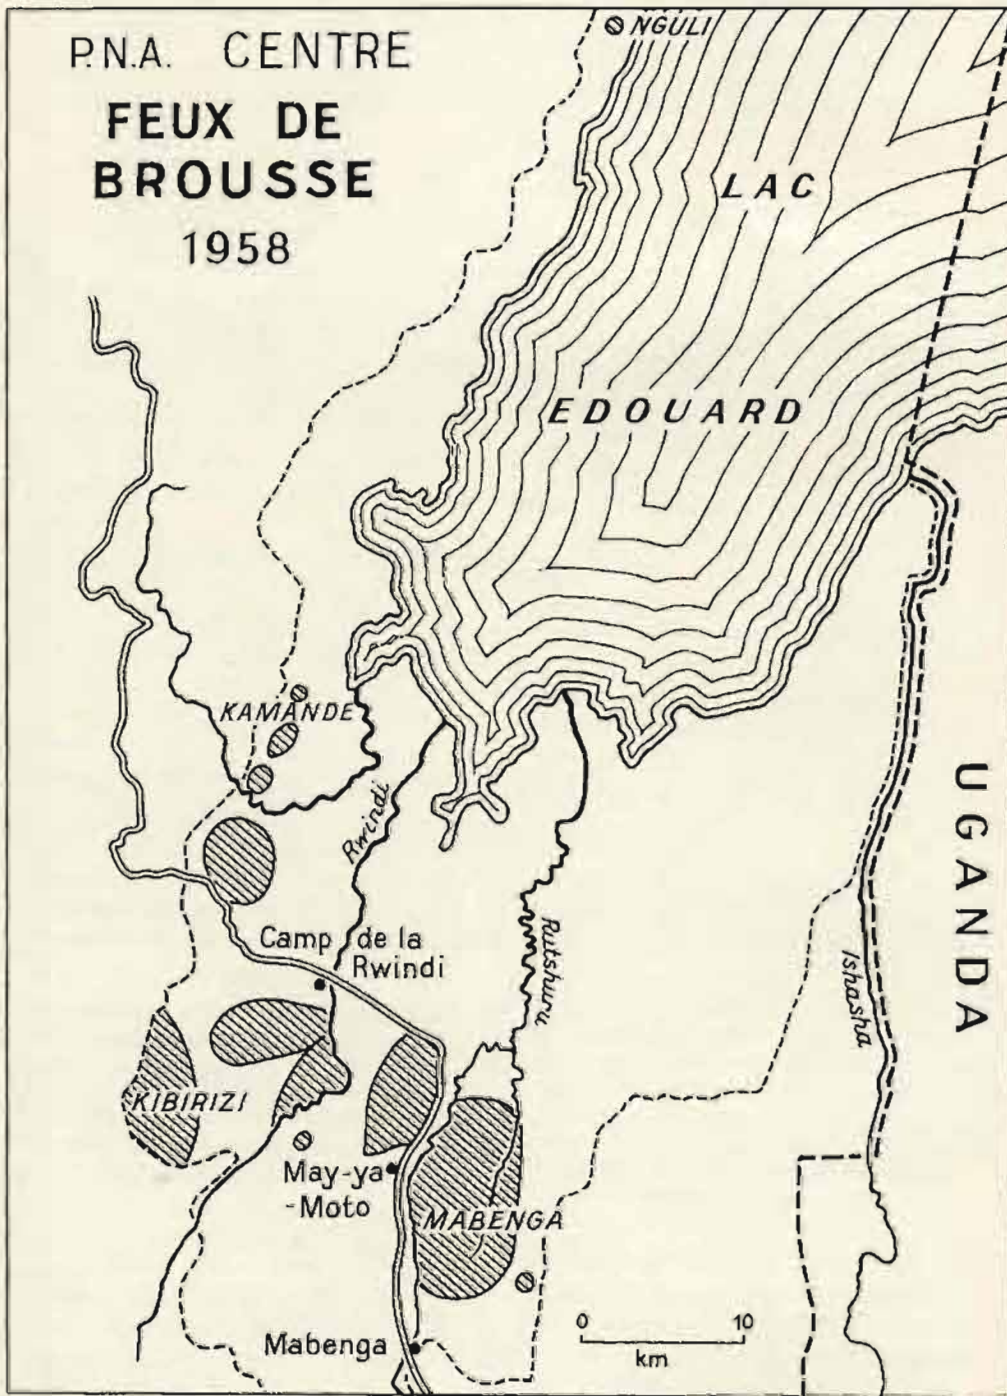 P.N.A. CENTRE
FEUX DE
BROUSSE
1958
NGULI
LAC
EDOUARD
KAMANDE
Rwindi
UGANDA
Camp de la
Rwindi
Rutshuru
Ishasha
KIBIRIZI
May-ya
-Moto
MABENGA
Mabenga
0 10
km